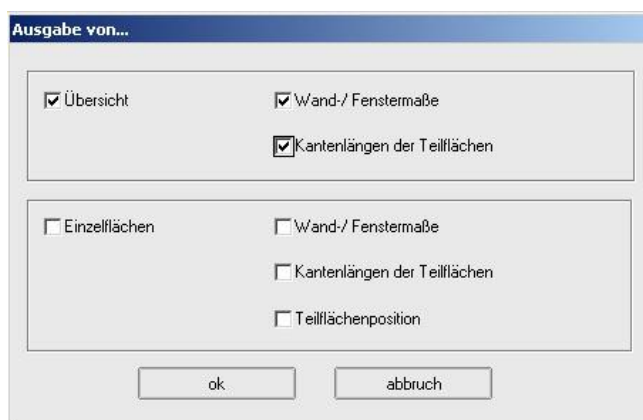 Ausgabe von...
Übersicht
Wand-/ Fenstermaße
Kantenlängen der Teilflächen
Einzelflächen
Wand-/ Fenstermaße
Kantenlängen der Teilflächen
Teilflächenposition
ok
abbruch